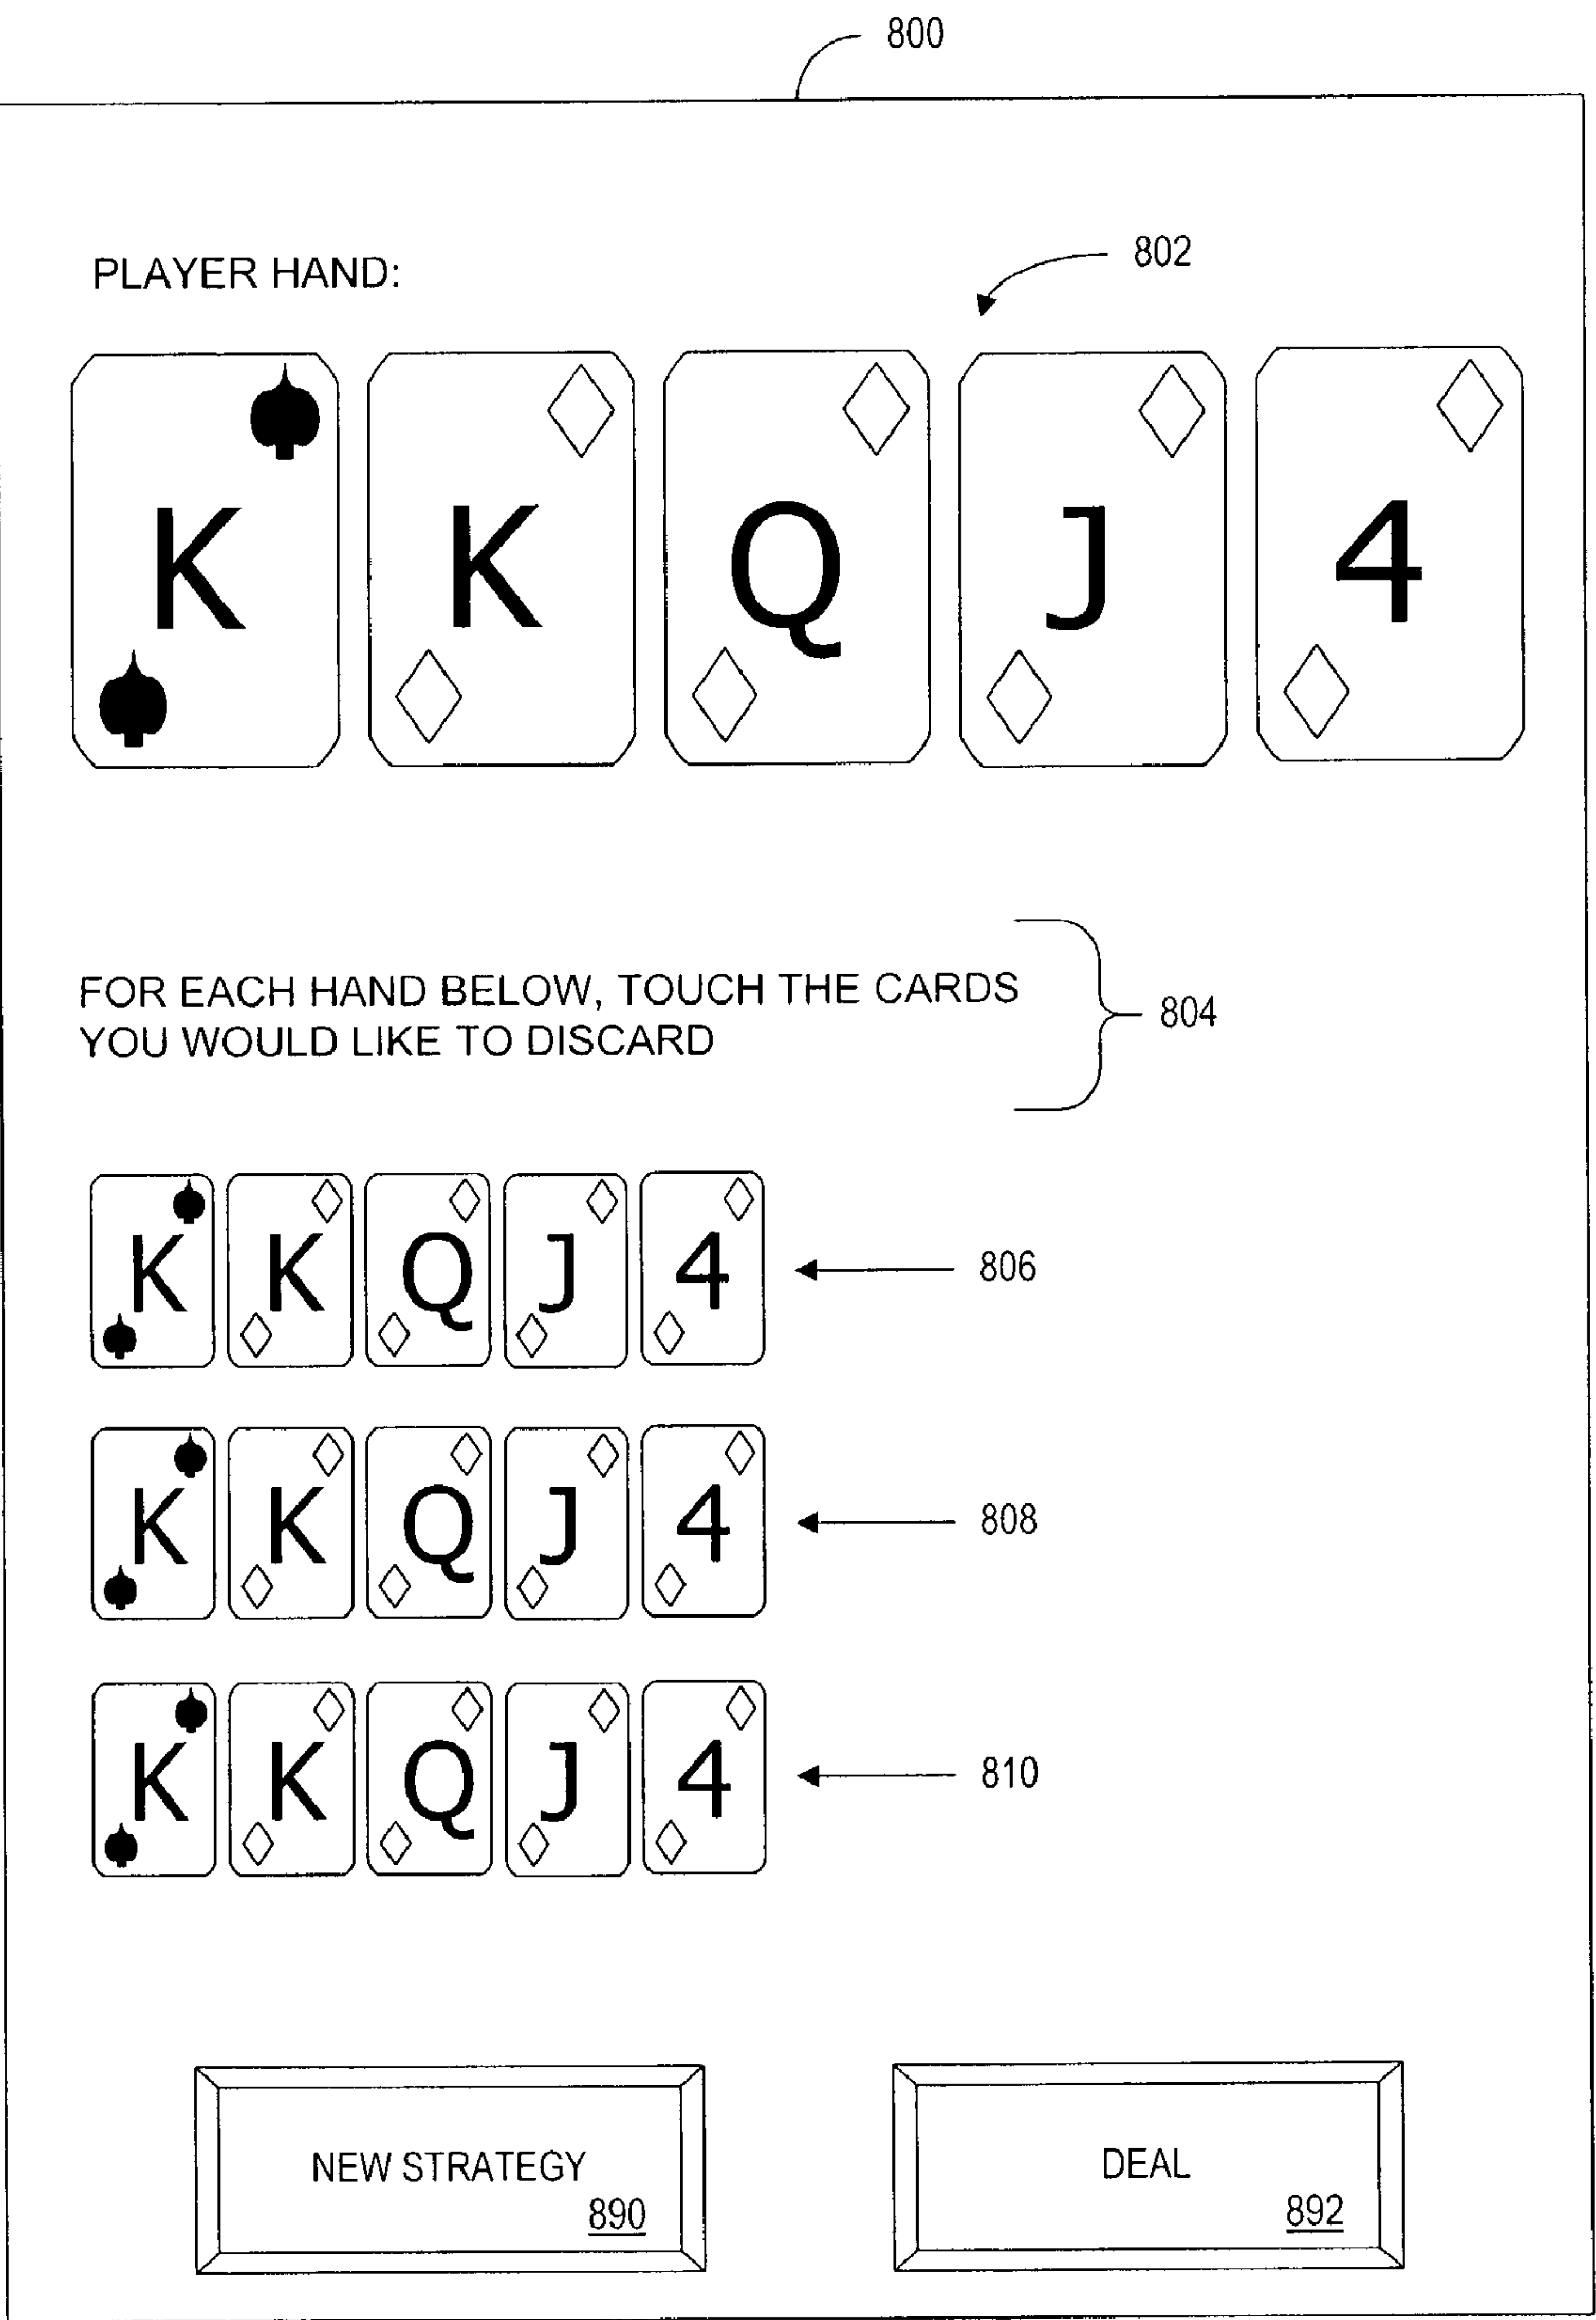 800
PLAYER HAND:
802
K K Q J 4
FOR EACH HAND BELOW, TOUCH THE CARDS
YOU WOULD LIKE TO DISCARD
804
K K Q J 4 806
K K Q J 4 808
K K Q J 4 810
NEW STRATEGY
890
DEAL
892